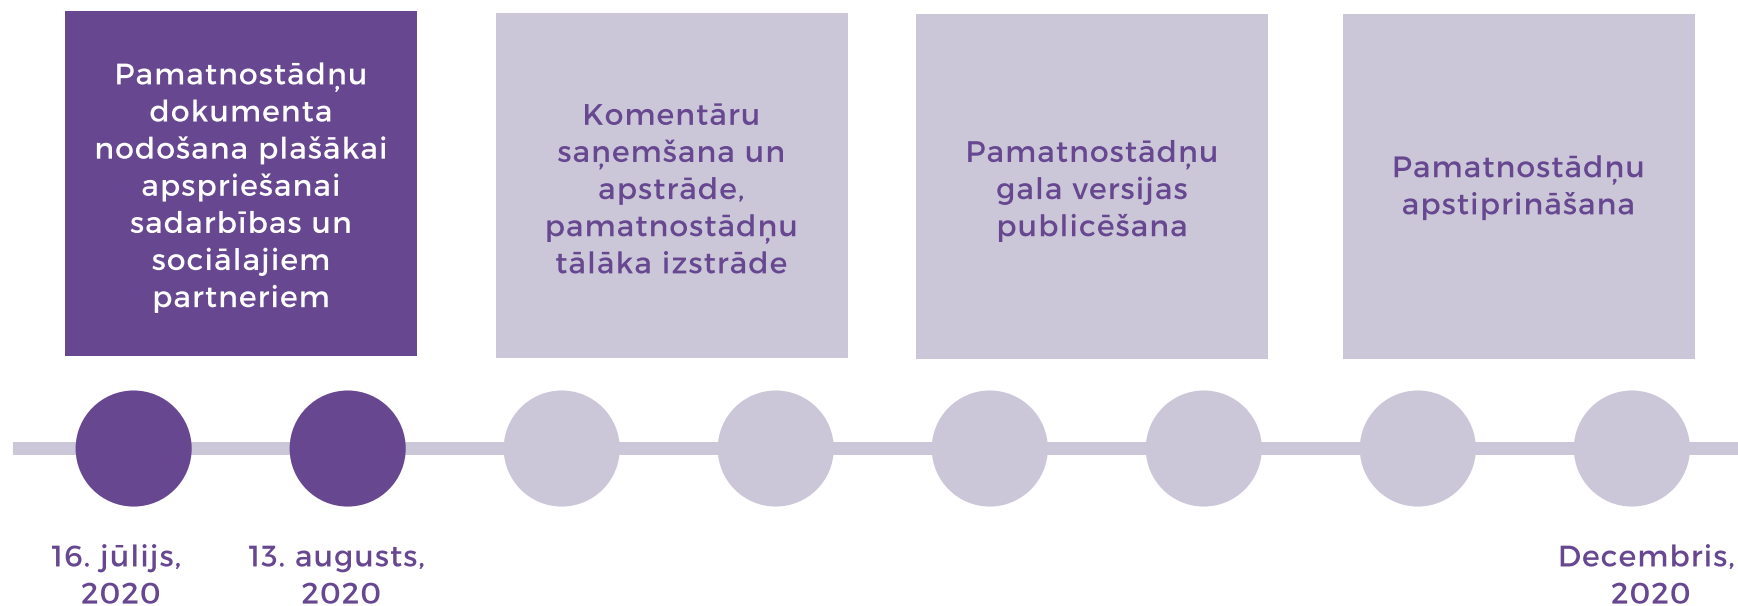 Pamatnostādņu
dokumenta
nodošana plašākai
apspriešanai
sadarbības un
sociālajiem
partneriem
Komentāru
saņemšana un
apstrāde,
pamatnostādņu
tālāka izstrāde
Pamatnostādņu
gala versijas
publicēšana
Pamatnostādņu
apstiprināšana
16. jūlijs,
2020
13. augusts,
2020
Decembris,
2020